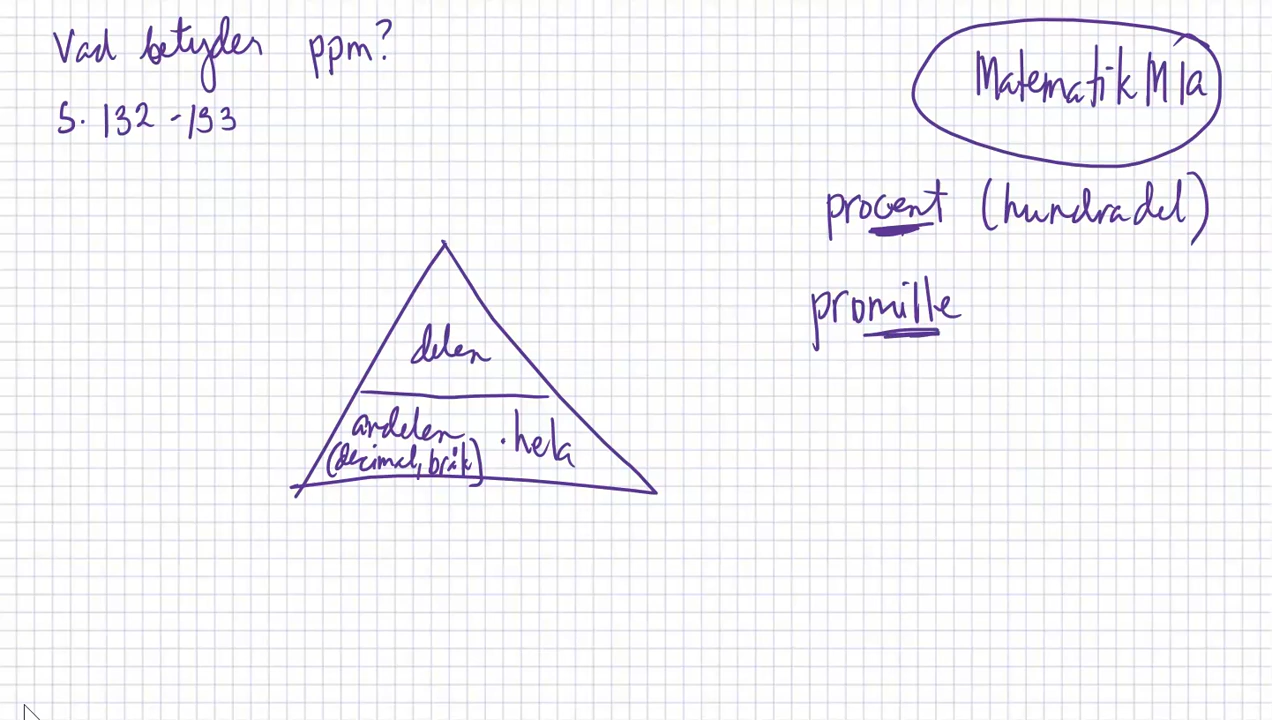 Vad betyder ppm?
S. 132-133
Matematik M1a
procent (hundradel)
promille
delen
andelen · hela
(decimal, bråk)